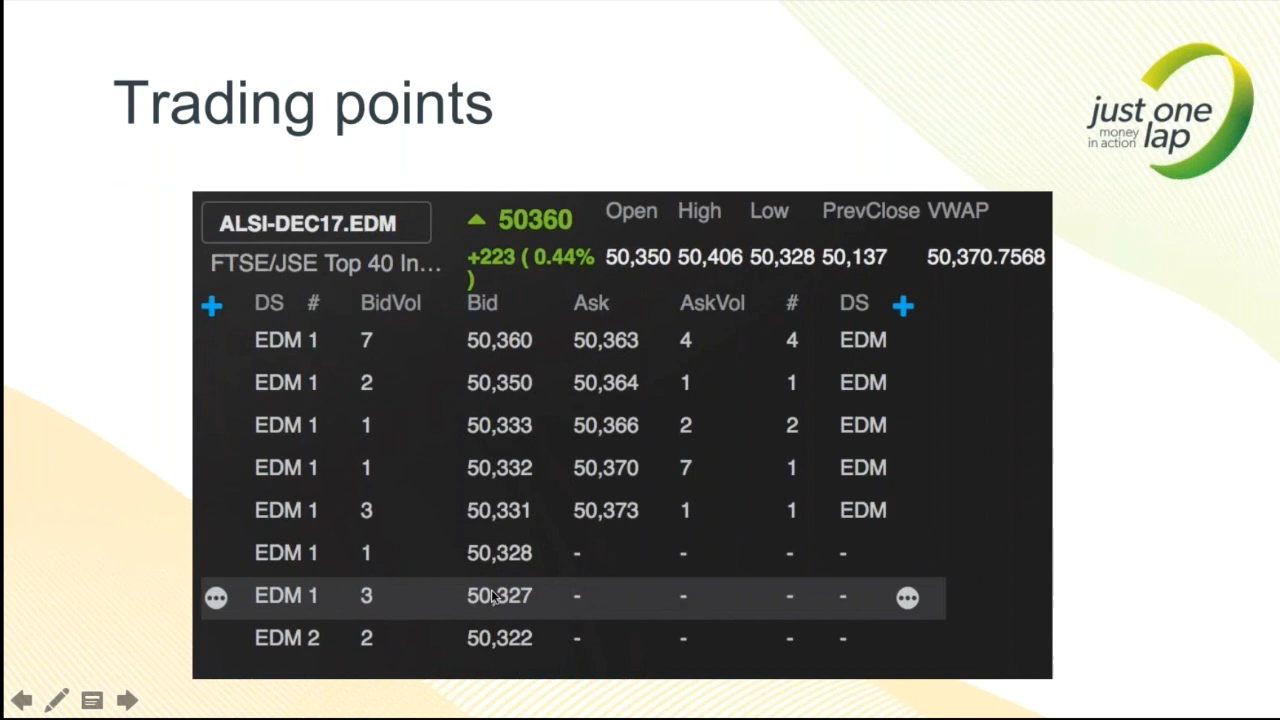 Trading points
just one
money
in action lap
ALSI-DEC17.EDM 50360 Open High Low PrevClose VWAP
FTSE/JSE Top 40 In... +223 ( 0.44% ) 50,350 50,406 50,328 50,137 50,370.7568
DS # BidVol Bid Ask AskVol # DS
EDM 1 7 50,360 50,363 4 4 EDM
EDM 1 2 50,350 50,364 1 1 EDM
EDM 1 1 50,333 50,366 2 2 EDM
EDM 1 1 50,332 50,370 7 1 EDM
EDM 1 3 50,331 50,373 1 1 EDM
EDM 1 1 50,328 - - - -
EDM 1 3 50,327 - - - -
EDM 2 2 50,322 - - - -